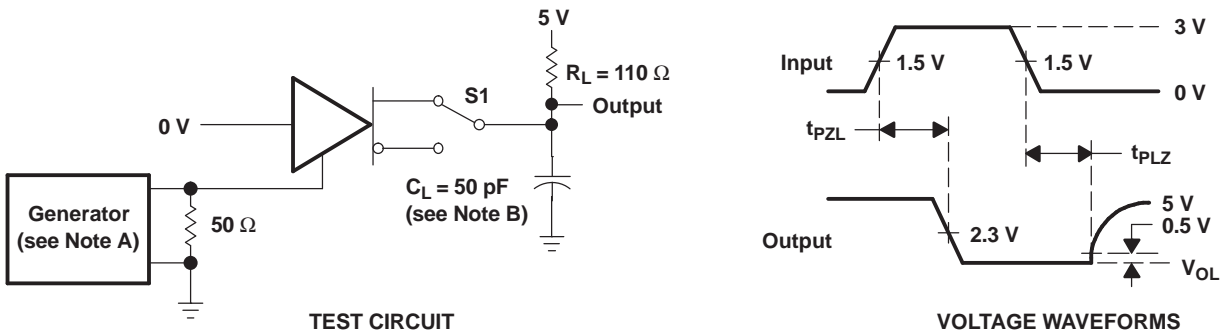 5 V
R_L = 110 Ω
S1
Output
0 V
C_L = 50 pF
(see Note B)
Generator
(see Note A)
50 Ω
TEST CIRCUIT
3 V
Input
1.5 V
1.5 V
0 V
t_PZL
t_PLZ
5 V
0.5 V
Output
2.3 V
V_OL
VOLTAGE WAVEFORMS